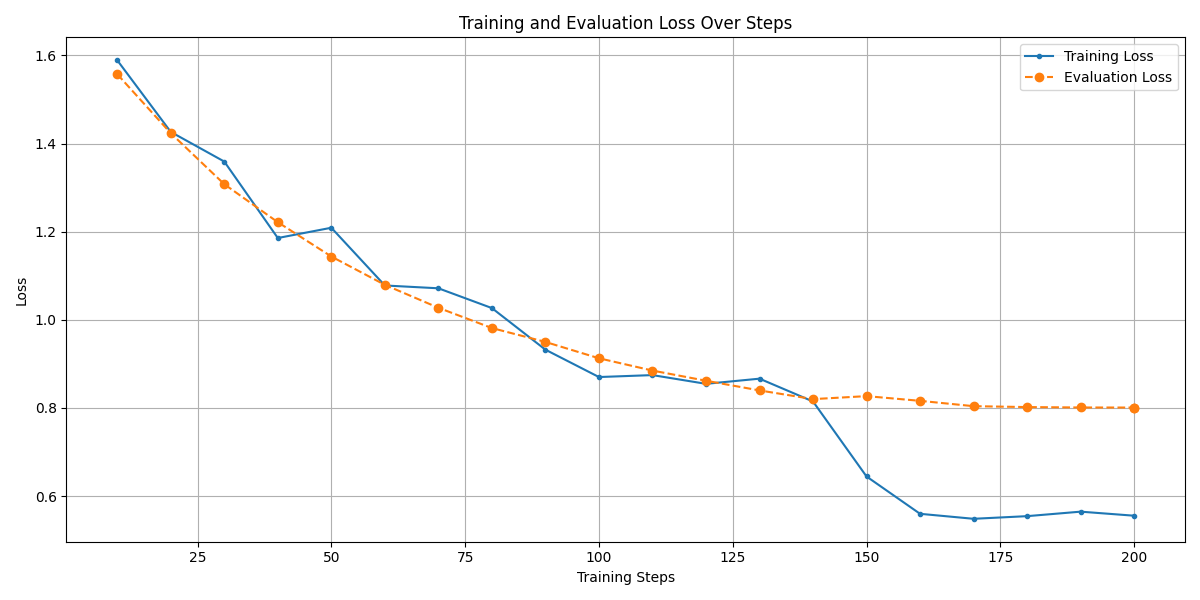 Training and Evaluation Loss Over Steps
Training Loss
Evaluation Loss
Loss
1.6
1.4
1.2
1.0
0.8
0.6
25 50 75 100 125 150 175 200
Training Steps